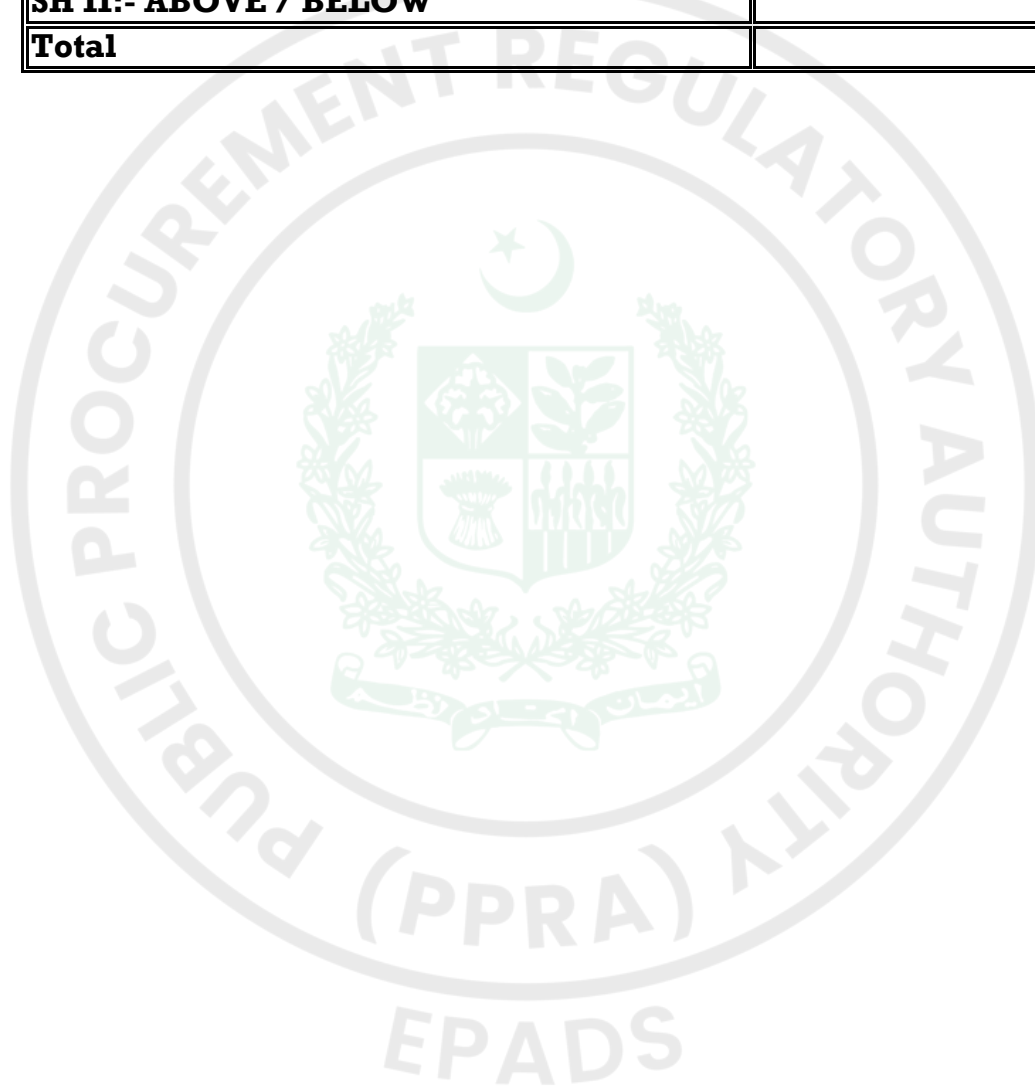 SH II:- ABOVE / BELOW
Total
PUBLIC PROCUREMENT REGULATORY AUTHORITY
(PPRA)
EPADS